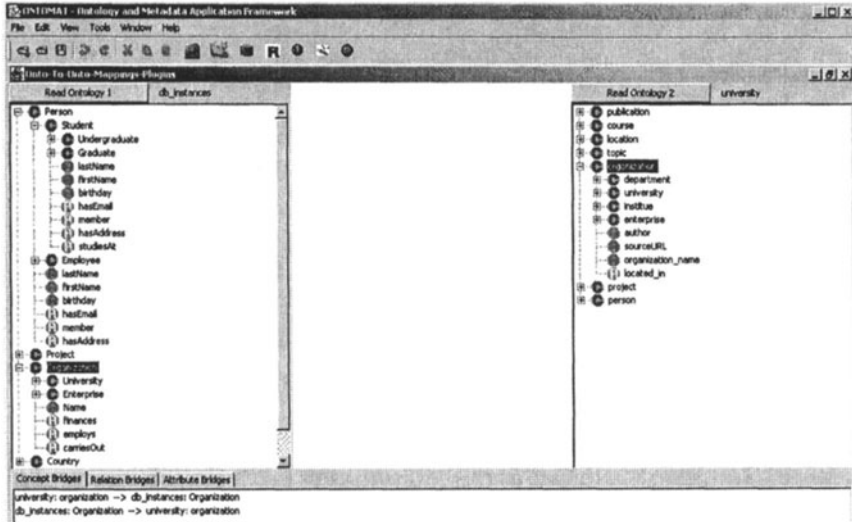 ONTOMAT - Ontology and Metadata Application Framework
File Edit View Tools Window Help
R
Onto-To-Onto-Mappings-Plugins
Read Ontology 1 db_instances
Person
Student
Undergraduate
Graduate
lastName
firstName
birthday
hasEmail
member
hasAddress
studiesAt
Employee
lastName
firstName
birthday
hasEmail
member
hasAddress
Project
Organization
University
Enterprise
Name
finances
employs
carriesOut
Country
Read Ontology 2 university
publication
course
location
topic
organization
department
university
institue
enterprise
author
sourceURL
organization_name
located_in
project
person
Concept Bridges Relation Bridges Attribute Bridges
university: organization --> db_instances: Organization
db_instances: Organization --> university: organization